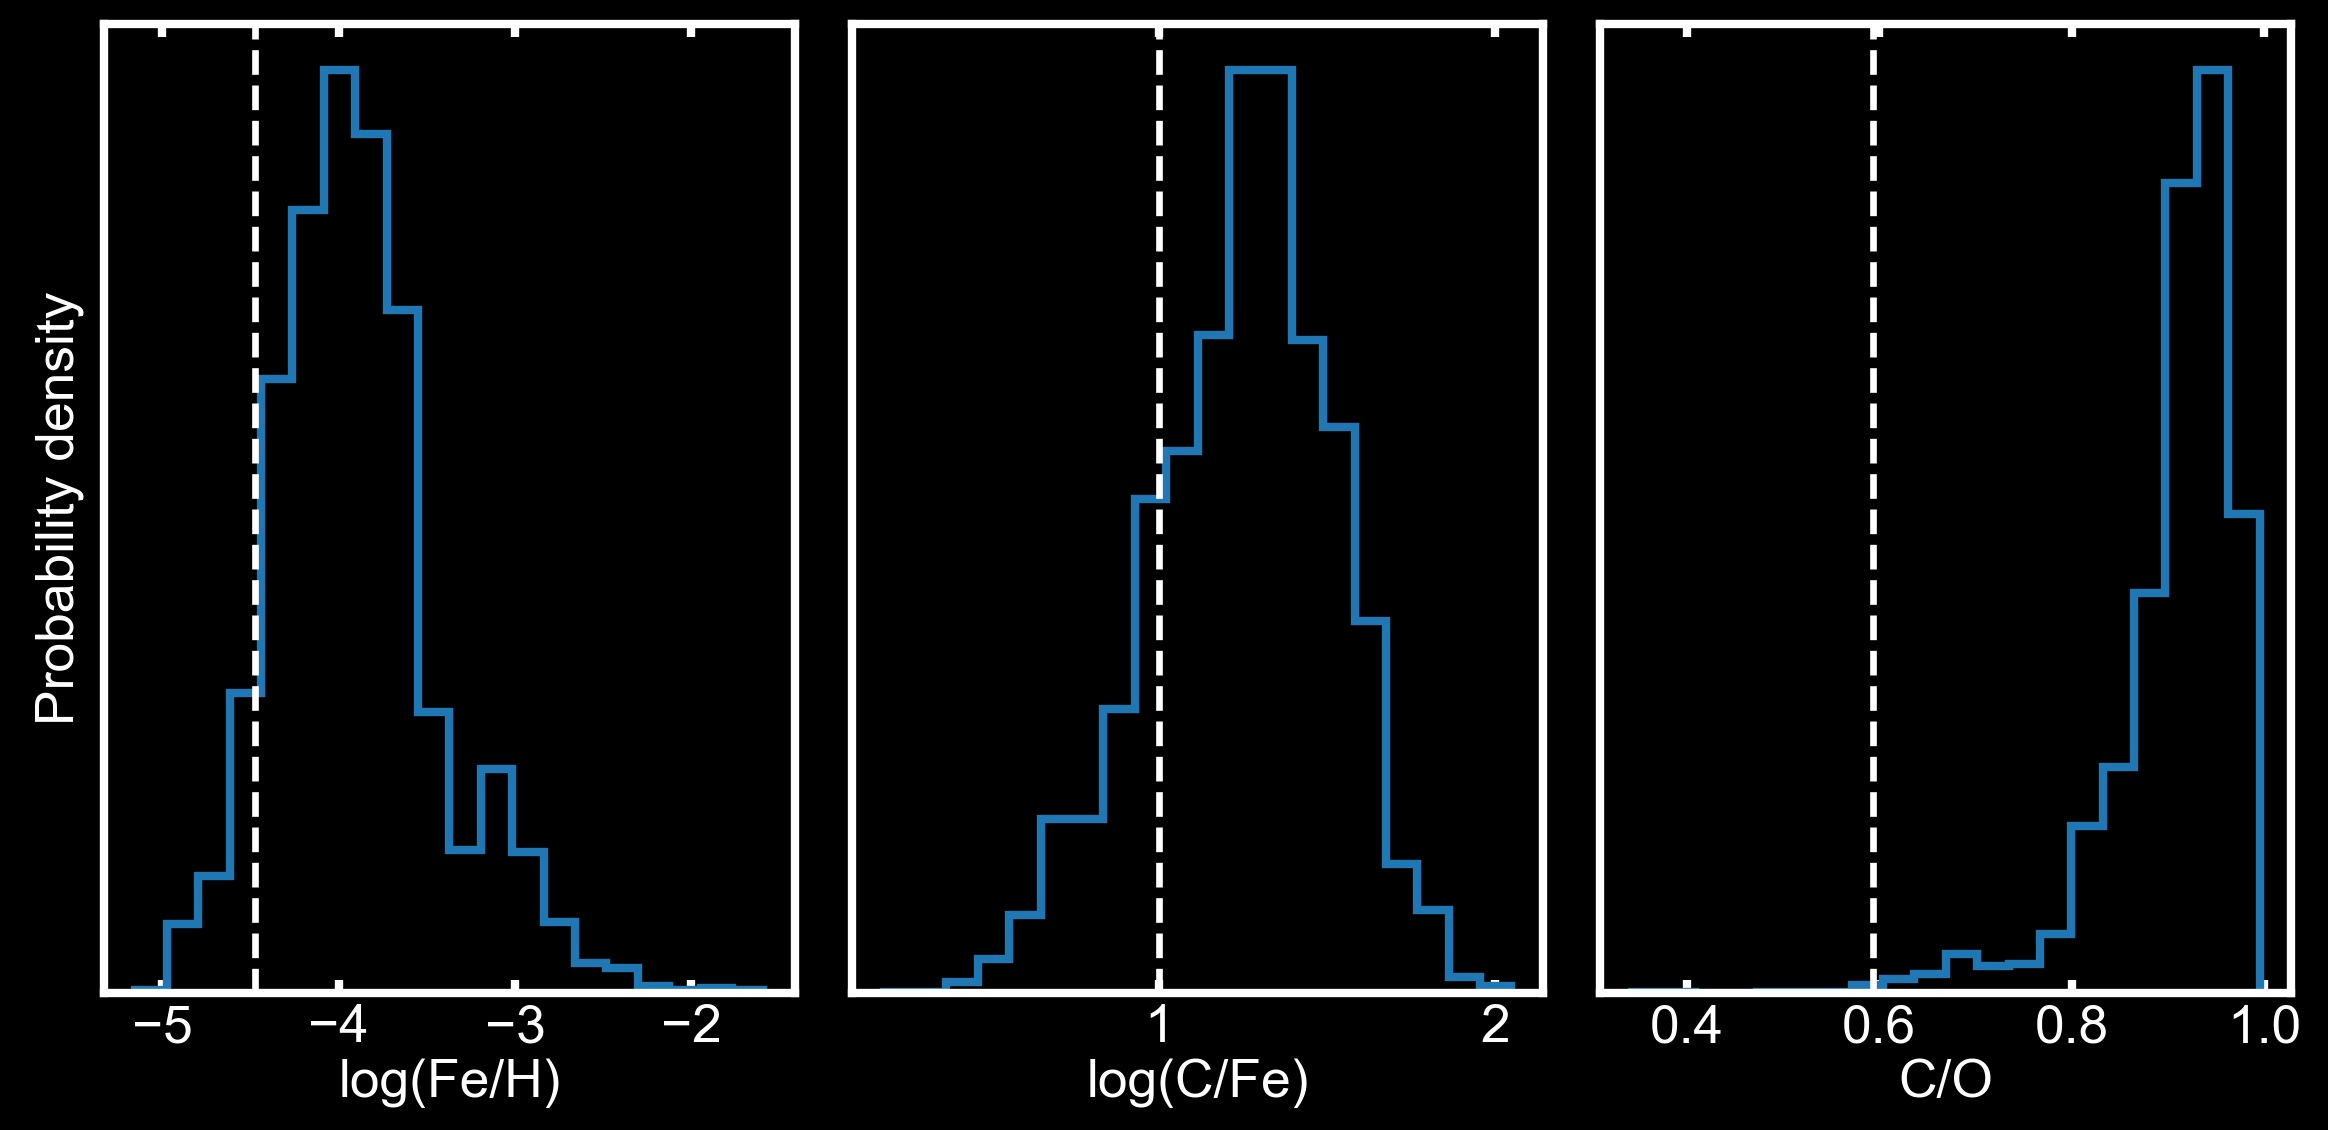 Probability density
−5 −4 −3 −2
log(Fe/H)
1 2
log(C/Fe)
0.4 0.6 0.8 1.0
C/O